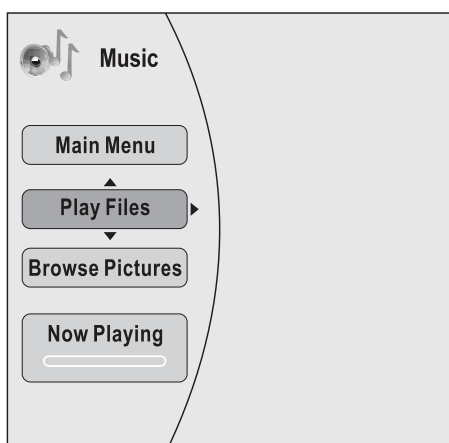 Music
Main Menu
Play Files
Browse Pictures
Now Playing